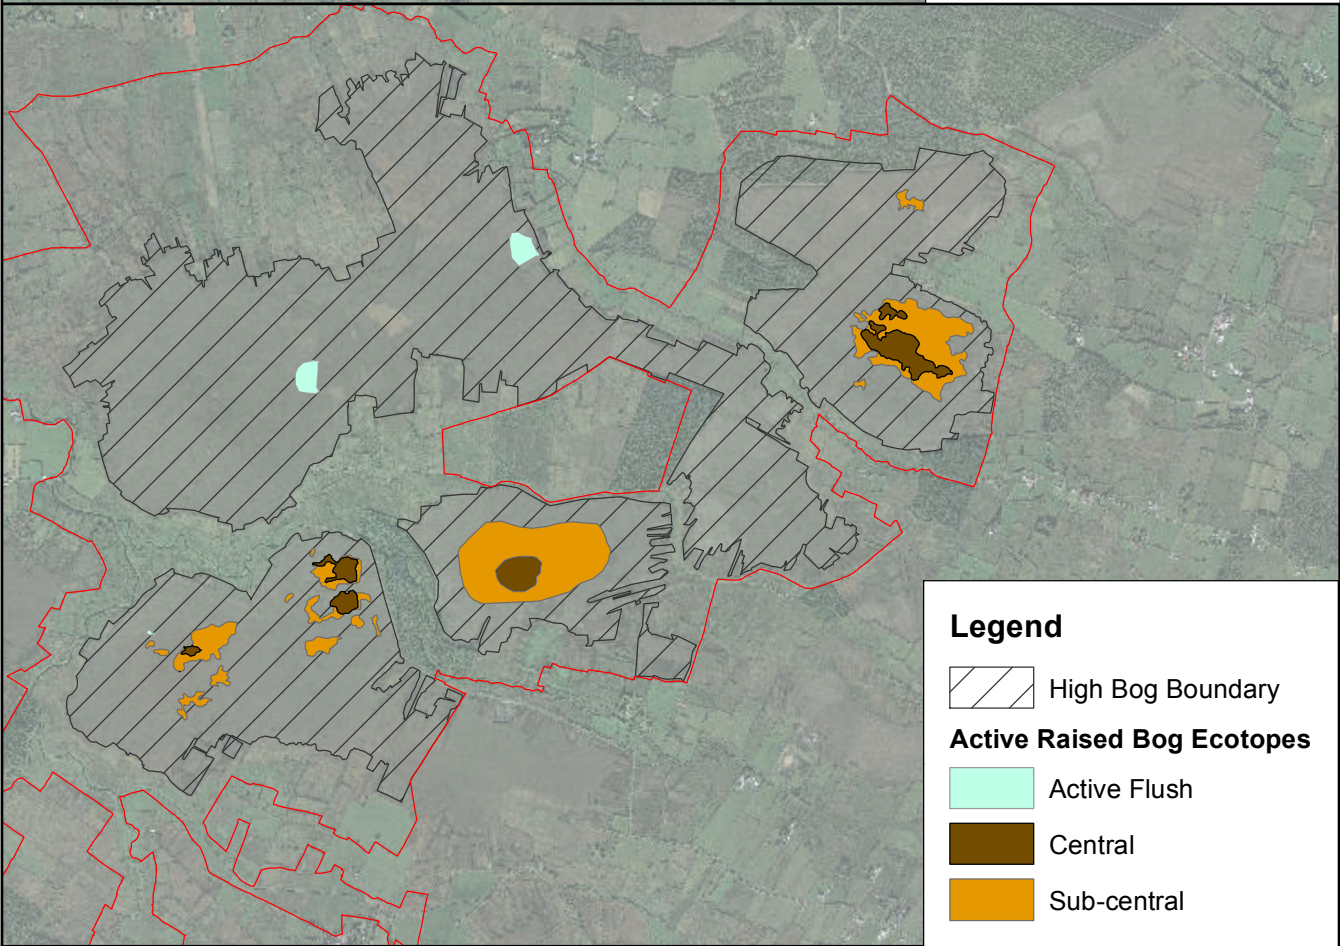 Legend
High Bog Boundary
Active Raised Bog Ecotopes
Active Flush
Central
Sub-central